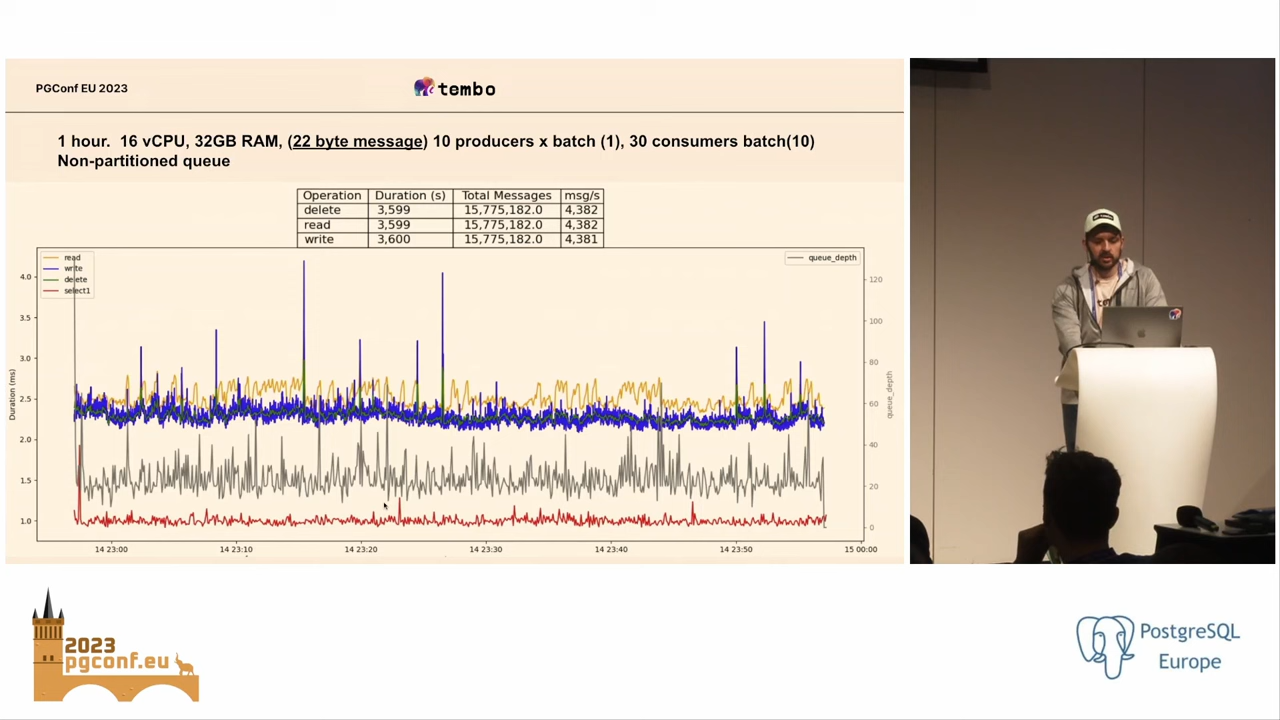 PGConf EU 2023
tembo
1 hour. 16 vCPU, 32GB RAM, (22 byte message) 10 producers x batch (1), 30 consumers batch(10)
Non-partitioned queue
Operation Duration (s) Total Messages msg/s
delete 3,599 15,775,182.0 4,382
read 3,599 15,775,182.0 4,382
write 3,600 15,775,182.0 4,381
read
write
delete
select1
queue_depth
Duration (ms)
4.0
3.5
3.0
2.5
2.0
1.5
1.0
120
100
80
60
40
20
0
queue_depth
14 23:00 14 23:10 14 23:20 14 23:30 14 23:40 14 23:50 15 00:00
2023
pgconf.eu
PostgreSQL
Europe